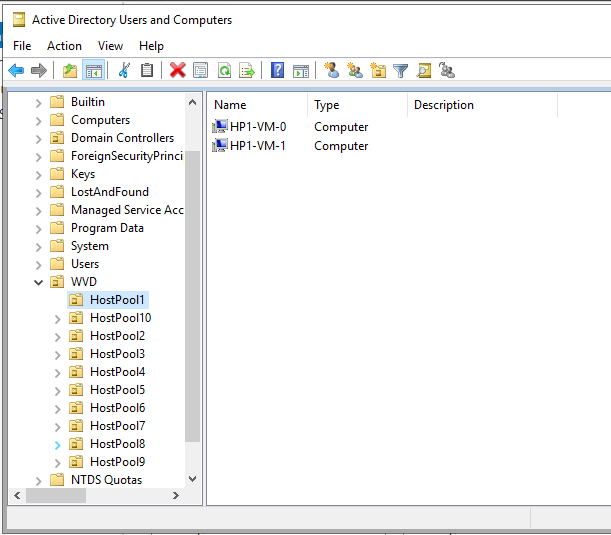 Active Directory Users and Computers
File Action View Help
Builtin
Computers
Domain Controllers
ForeignSecurityPrinci
Keys
LostAndFound
Managed Service Acc
Program Data
System
Users
WVD
HostPool1
HostPool10
HostPool2
HostPool3
HostPool4
HostPool5
HostPool6
HostPool7
HostPool8
HostPool9
NTDS Quotas
Name Type Description
HP1-VM-0 Computer
HP1-VM-1 Computer